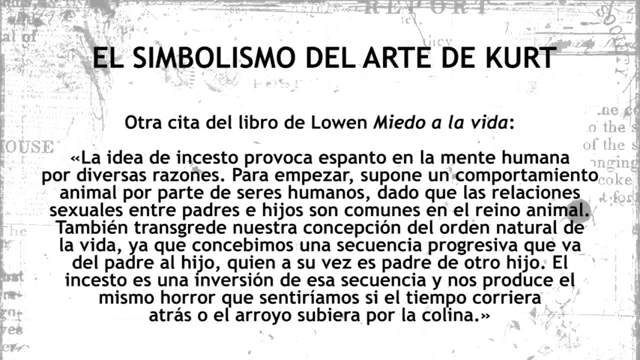 REPORT
EL SIMBOLISMO DEL ARTE DE KURT
Otra cita del libro de Lowen Miedo a la vida:
«La idea de incesto provoca espanto en la mente humana
por diversas razones. Para empezar, supone un comportamiento
animal por parte de seres humanos, dado que las relaciones
sexuales entre padres e hijos son comunes en el reino animal.
También transgrede nuestra concepción del orden natural de
la vida, ya que concebimos una secuencia progresiva que va
del padre al hijo, quien a su vez es padre de otro hijo. El
incesto es una inversión de esa secuencia y nos produce el
mismo horror que sentiríamos si el tiempo corriera
atrás o el arroyo subiera por la colina.»